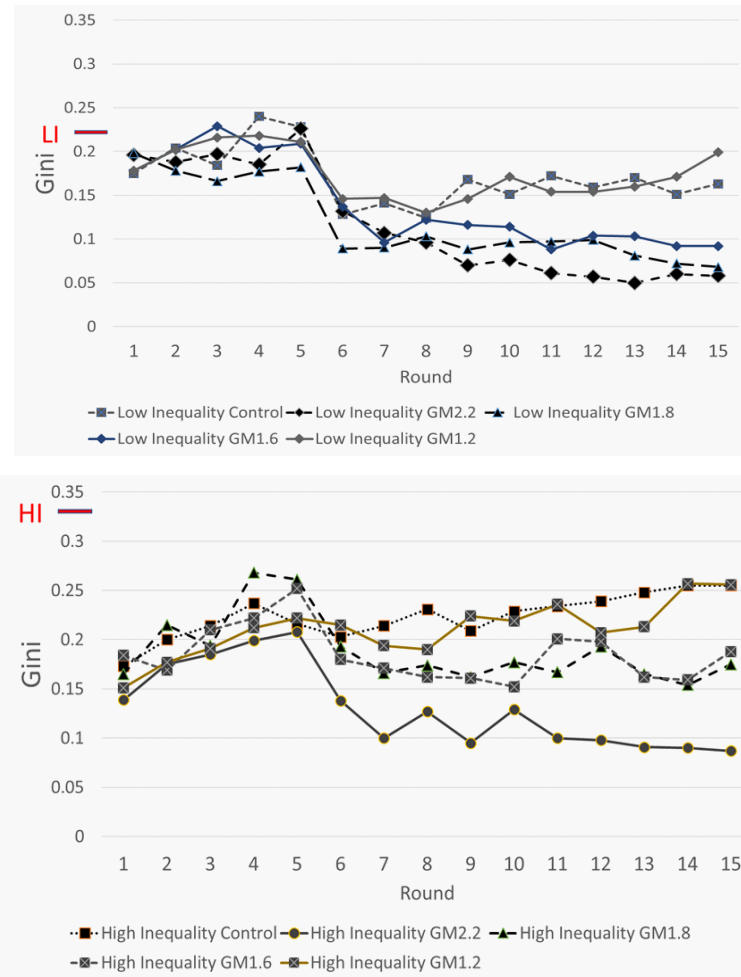 0.35
0.3
0.25
LI
0.2
Gini
0.15
0.1
0.05
0
1 2 3 4 5 6 7 8 9 10 11 12 13 14 15
Round
Low Inequality Control Low Inequality GM2.2 Low Inequality GM1.8
Low Inequality GM1.6 Low Inequality GM1.2
0.35
HI
0.3
0.25
0.2
Gini
0.15
0.1
0.05
0
1 2 3 4 5 6 7 8 9 10 11 12 13 14 15
Round
High Inequality Control High Inequality GM2.2 High Inequality GM1.8
High Inequality GM1.6 High Inequality GM1.2